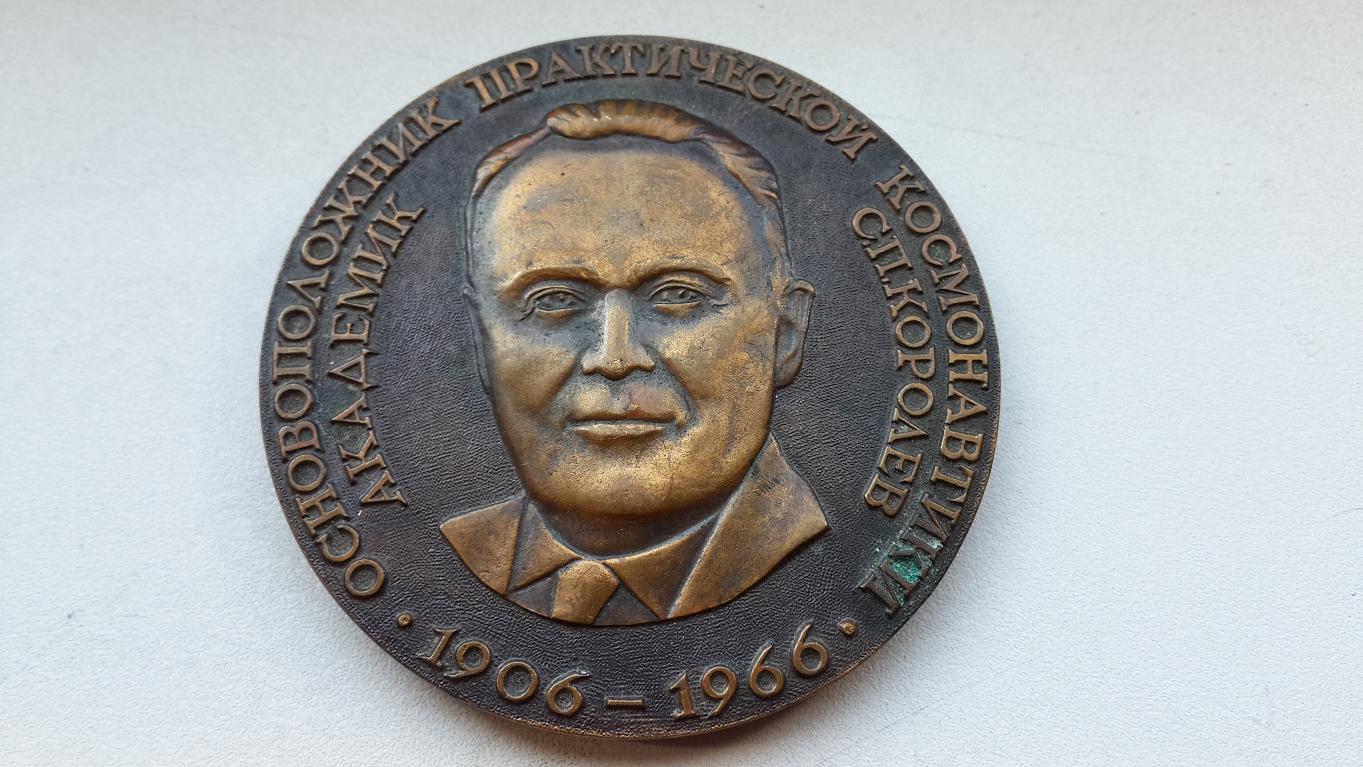 ОСНОВОПОЛОЖНИК ПРАКТИЧЕСКОЙ КОСМОНАВТИКИ
АКАДЕМИК
С.П.КОРОЛЕВ
· 1906 – 1966 ·